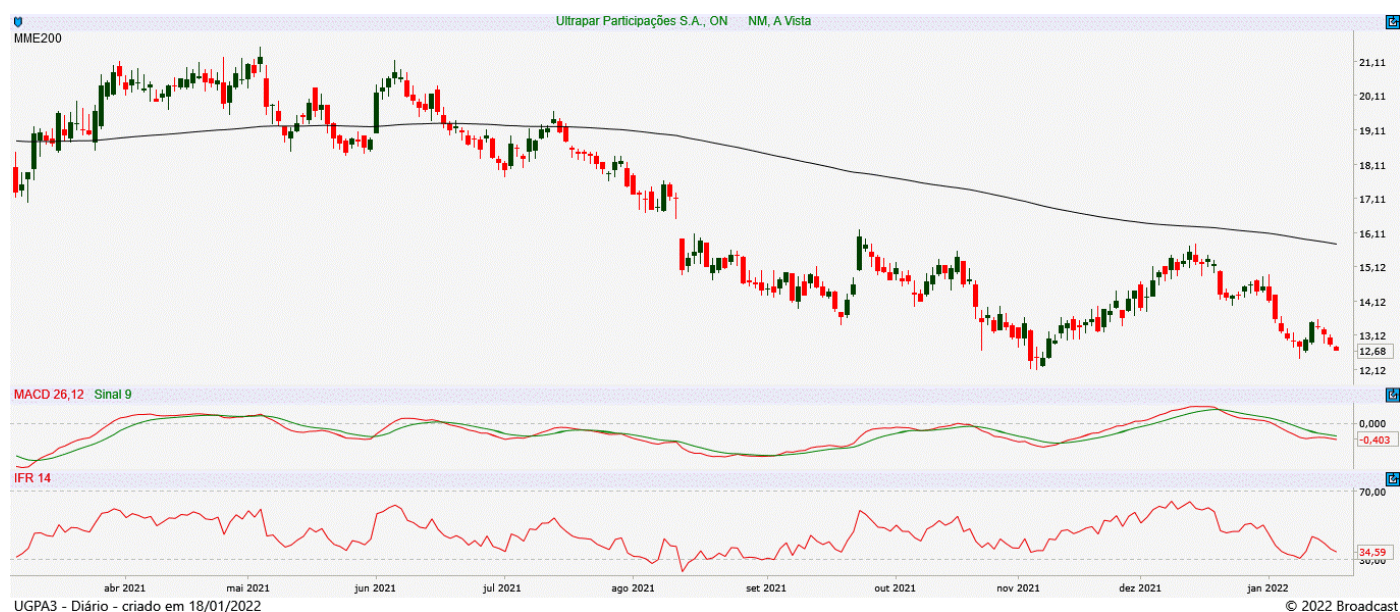 Ultrapar Participações S.A., ON NM, A Vista
MME200
21,11
20,11
19,11
18,11
17,11
16,11
15,12
14,12
13,12
12,68
12,12
MACD 26,12 Sinal 9
0,000
-0,403
IFR 14
70,00
34,59
30,00
abr 2021 mai 2021 jun 2021 jul 2021 ago 2021 set 2021 out 2021 nov 2021 dez 2021 jan 2022
UGPA3 - Diário - criado em 18/01/2022 © 2022 Broadcast